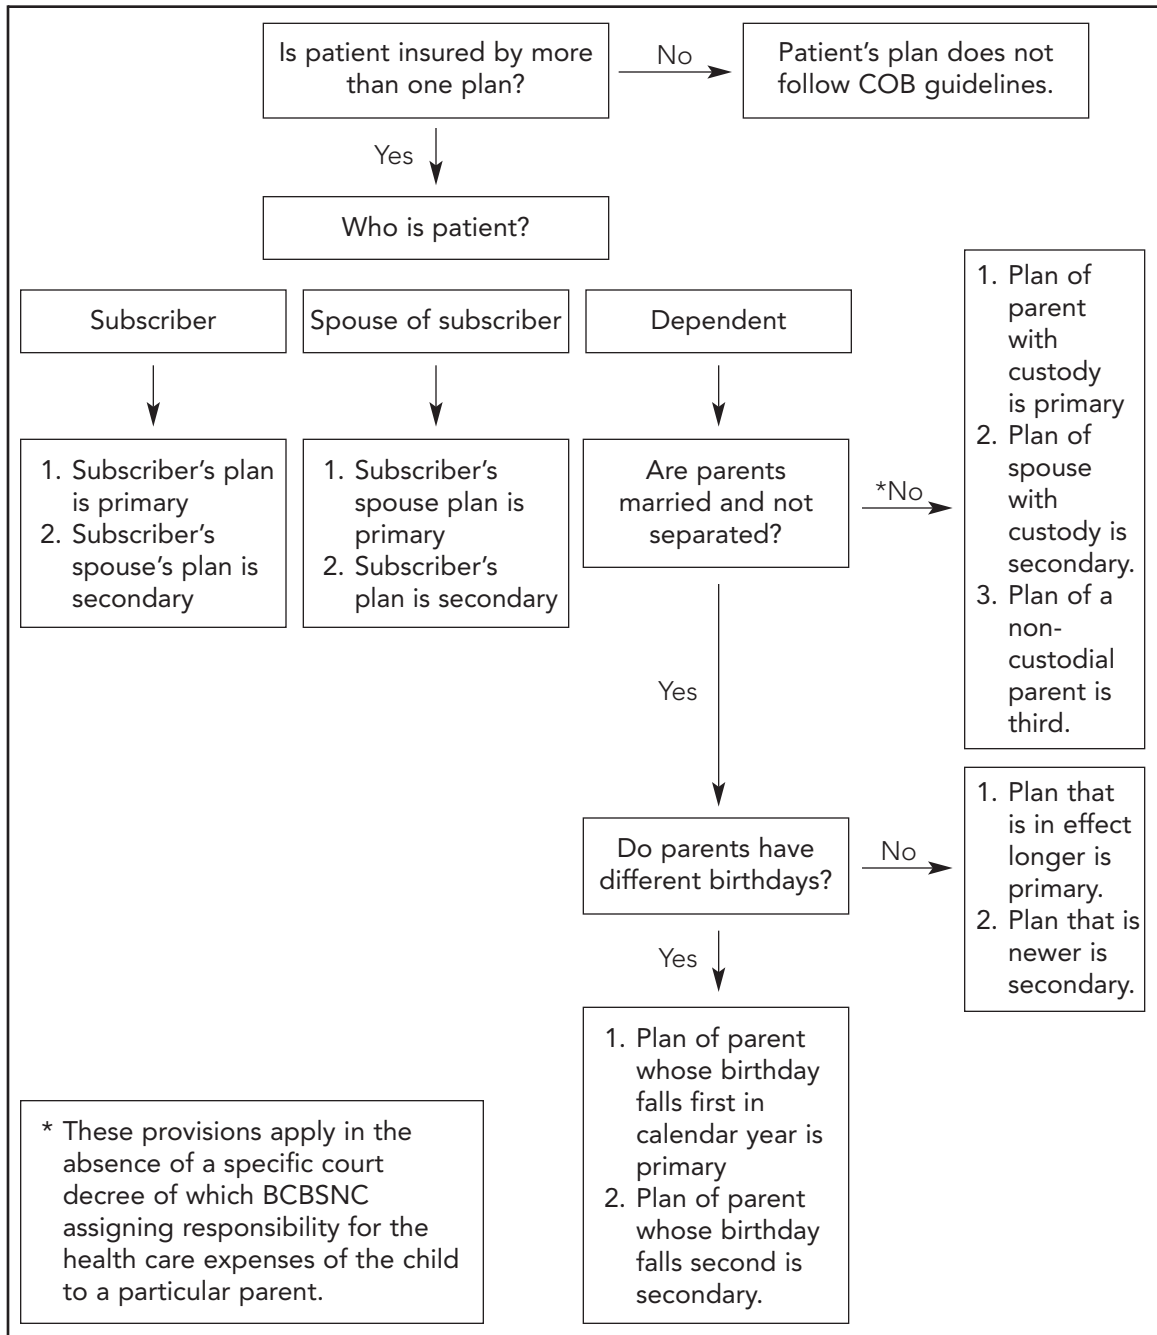 Is patient insured by more
than one plan?
No
Patient’s plan does not
follow COB guidelines.
Yes
Who is patient?
Subscriber
Spouse of subscriber
Dependent
1. Subscriber’s plan
is primary
2. Subscriber’s
spouse’s plan is
secondary
1. Subscriber’s
spouse plan is
primary
2. Subscriber’s
plan is secondary
Are parents
married and not
separated?
*No
1. Plan of
parent
with
custody
is primary
2. Plan of
spouse
with
custody is
secondary.
3. Plan of a
non-
custodial
parent is
third.
Yes
Do parents have
different birthdays?
No
1. Plan that
is in effect
longer is
primary.
2. Plan that is
newer is
secondary.
Yes
1. Plan of parent
whose birthday
falls first in
calendar year is
primary
2. Plan of parent
whose birthday
falls second is
secondary.
* These provisions apply in the
absence of a specific court
decree of which BCBSNC
assigning responsibility for the
health care expenses of the child
to a particular parent.